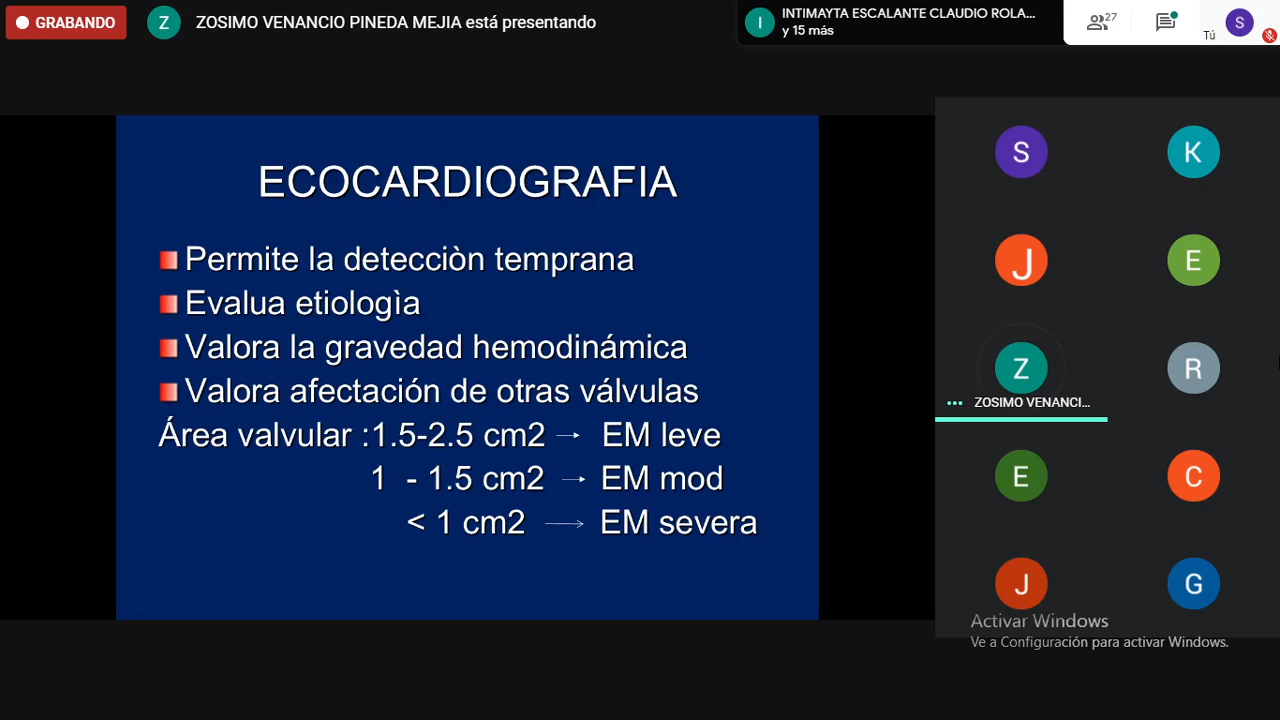 GRABANDO
Z
ZOSIMO VENANCIO PINEDA MEJIA está presentando
I
INTIMAYTA ESCALANTE CLAUDIO ROLA...
y 15 más
27
Tú
S
ECOCARDIOGRAFIA
Permite la detecciòn temprana
Evalua etiologìa
Valora la gravedad hemodinámica
Valora afectación de otras válvulas
Área valvular :1.5-2.5 cm2 → EM leve
1 - 1.5 cm2 → EM mod
< 1 cm2 → EM severa
S
K
J
E
Z
R
ZOSIMO VENANCI...
E
C
J
G
Activar Windows
Ve a Configuración para activar Windows.